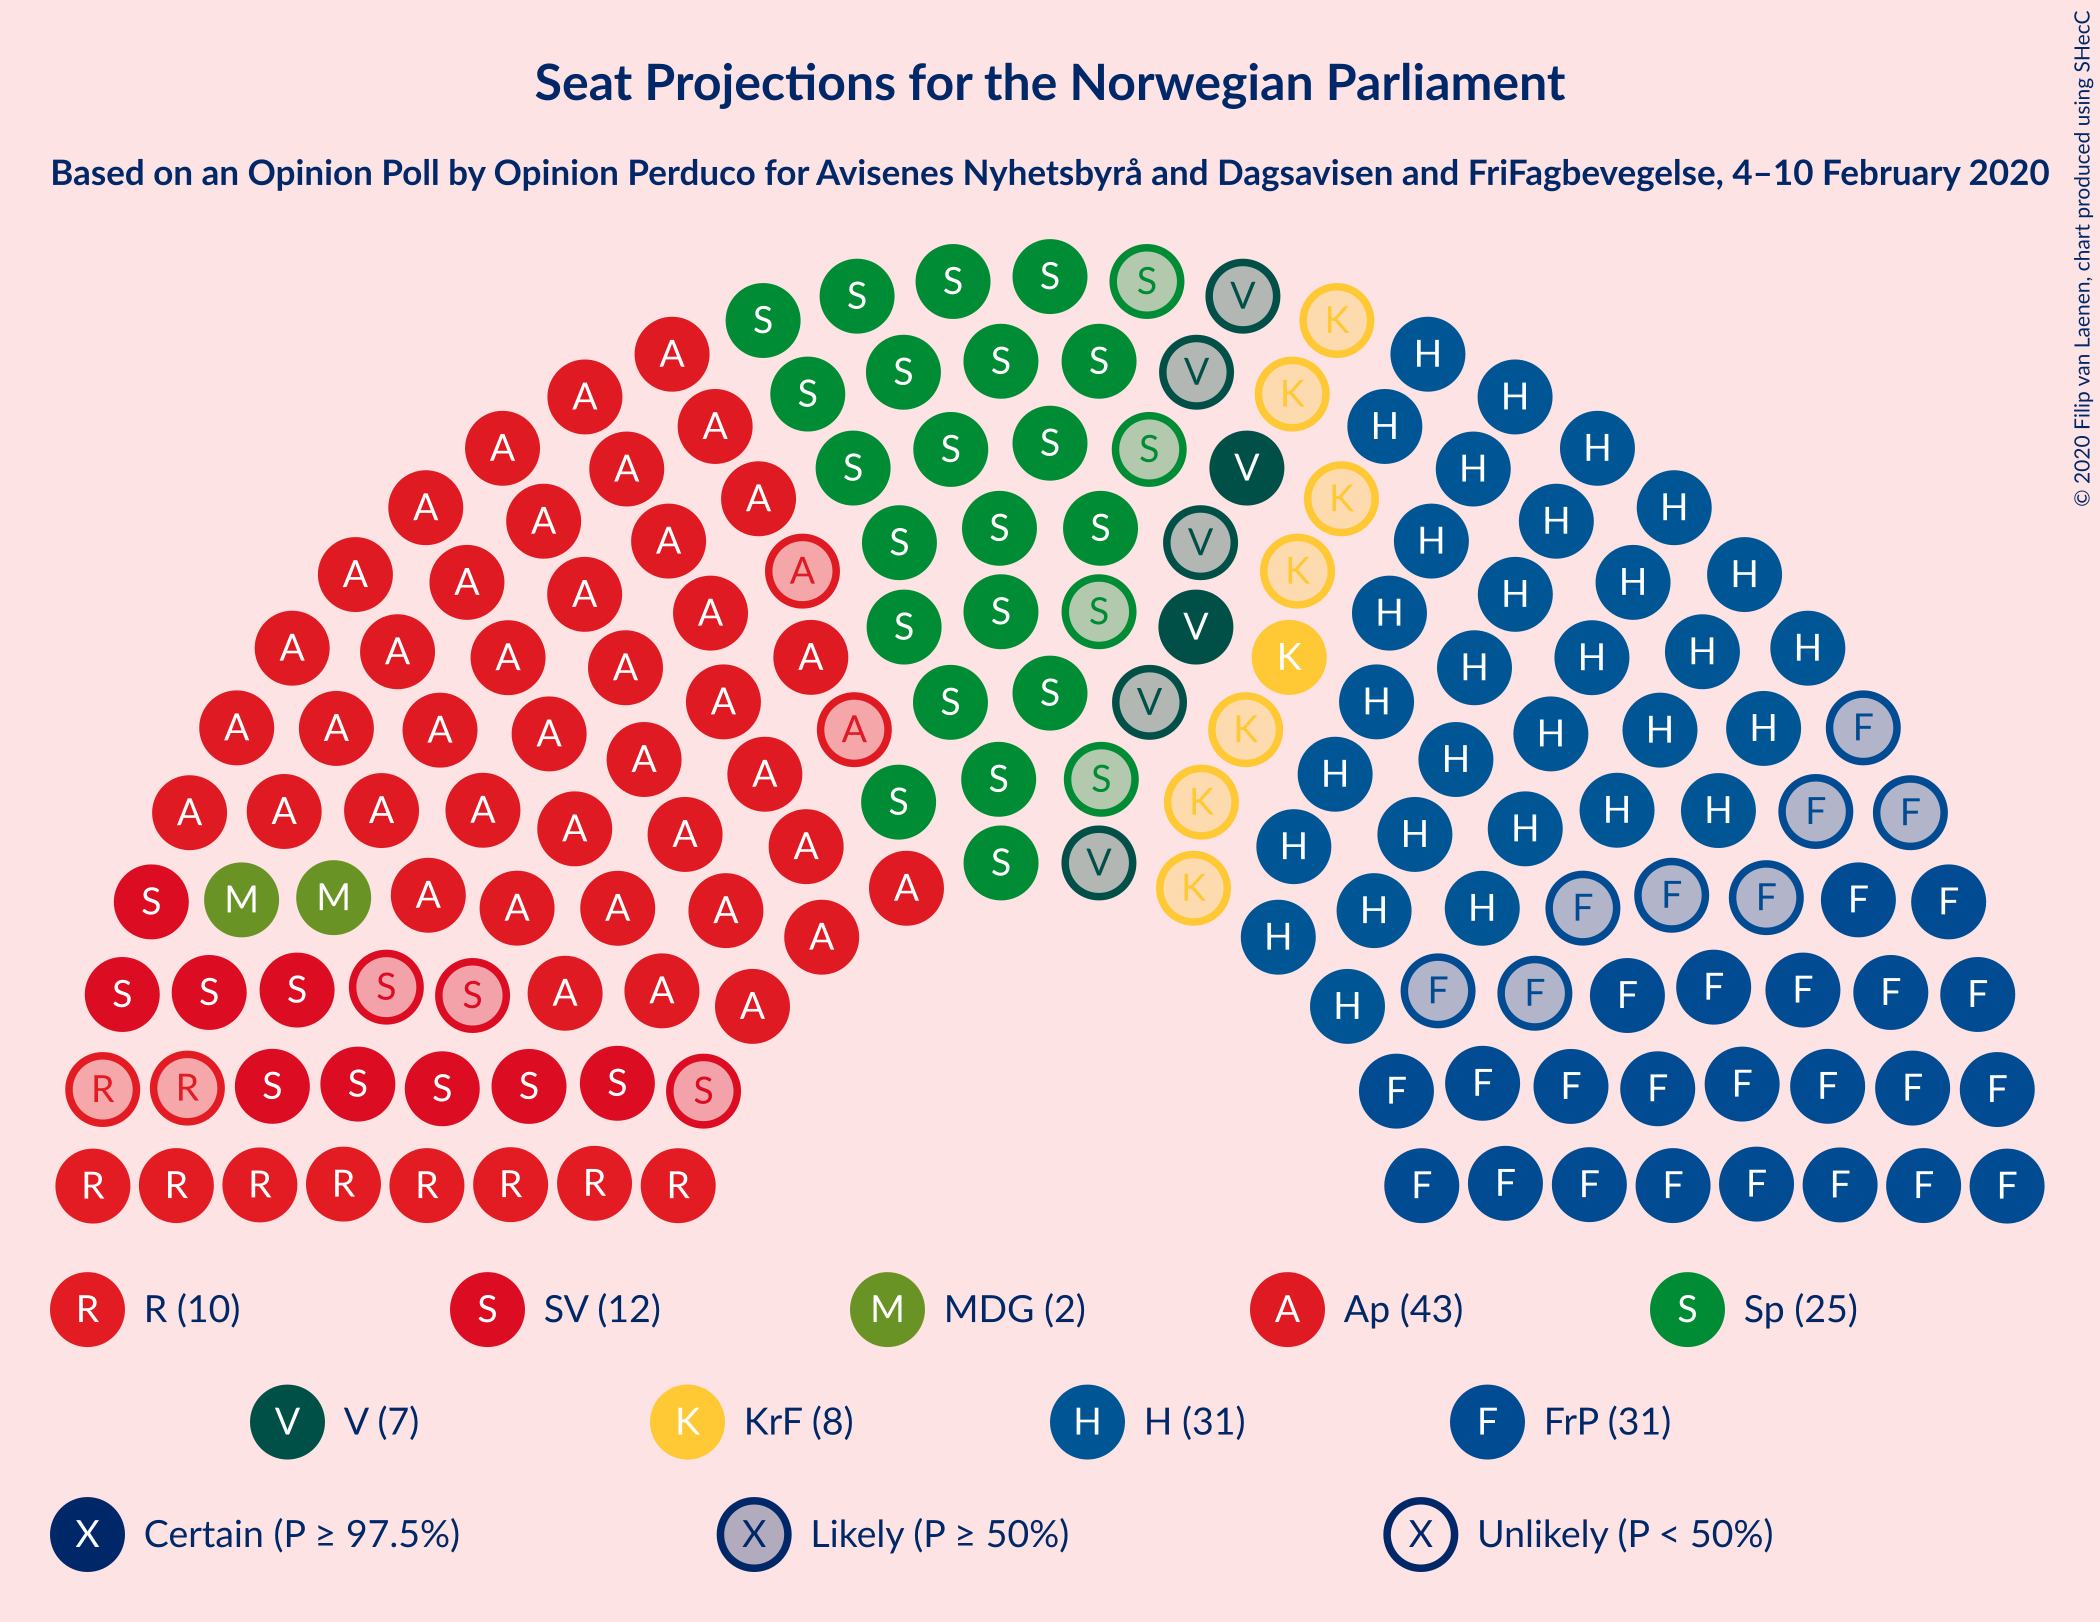 Seat Projections for the Norwegian Parliament
Based on an Opinion Poll by Opinion Perduco for Avisenes Nyhetsbyrå and Dagsavisen and FriFagbevegelse, 4–10 February 2020
© 2020 Filip van Laenen, chart produced using SHecC
S S S S S V K
A S S S S V K H
A A S S S S V K H H
A A A S S S V K H H H
A A A A S S S V K H H H H
A A A A A S S V K H H H H H
A A A A A A S S S K H H H H H H
A A A A A A A S V K H H H H H H F
A A A A A A A A H H H H H H F F
S M M A A A A A H H H F F F F F
S S S S S A A A H F F F F F F F
R R S S S S S S F F F F F F F F
R R R R R R R R F F F F F F F F
R R (10) S SV (12) M MDG (2) A Ap (43) S Sp (25)
V V (7) K KrF (8) H H (31) F FrP (31)
X Certain (P ≥ 97.5%) X Likely (P ≥ 50%) X Unlikely (P < 50%)